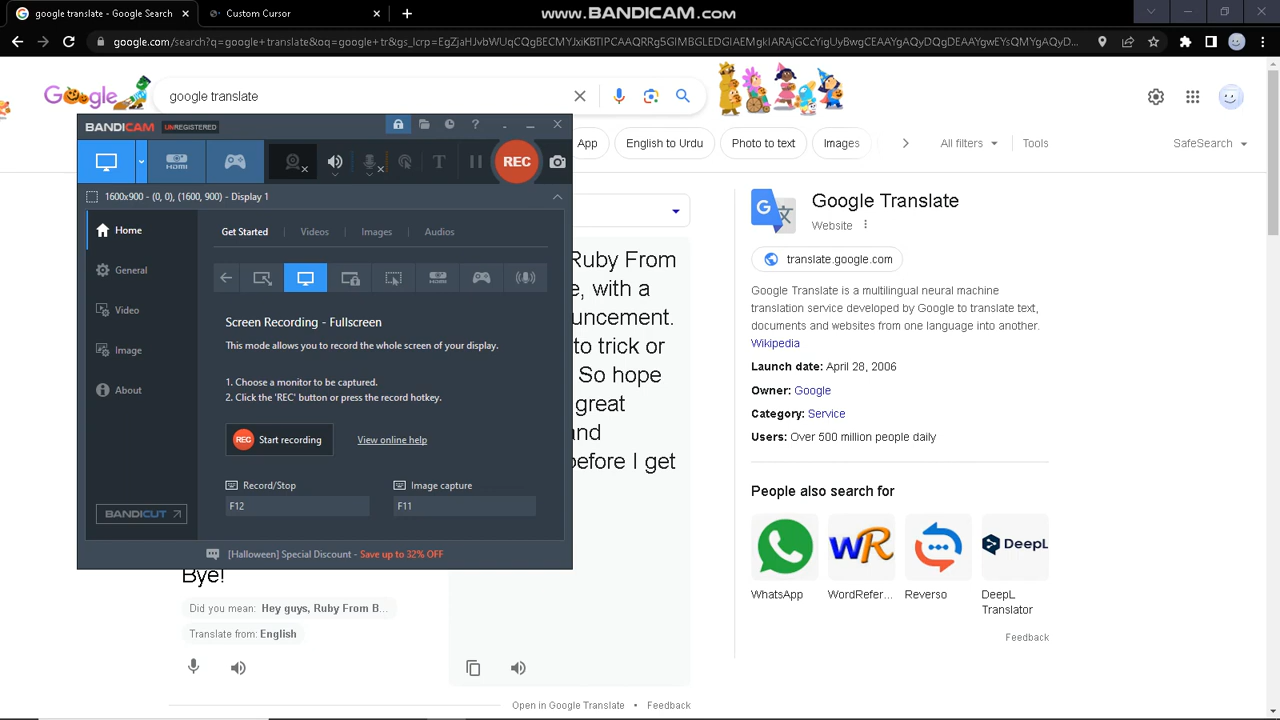 google translate - Google Search
Custom Cursor
www.BANDICAM.com
google.com/search?q=google+translate&oq=google+tr&gs_lcrp=EgZjaHJvbWUqCQgBECMYJxiKBTIPCAAQRRg5GIMBGLEDGIAEMgkIARAjGCcYigUyBwgCEAAYgAQyDQgDEAAYgwEYsQMYgAQyD...
Google
google translate
BANDICAM
UNREGISTERED
App
English to Urdu
Photo to text
Images
All filters
Tools
SafeSearch
HDMI
T
REC
1600x900 - (0, 0), (1600, 900) - Display 1
Home
General
Video
Image
About
BANDICUT
Get Started
Videos
Images
Audios
HDMI
Screen Recording - Fullscreen
This mode allows you to record the whole screen of your display.
1. Choose a monitor to be captured.
2. Click the 'REC' button or press the record hotkey.
REC Start recording
View online help
Record/Stop
F12
Image capture
F11
[Halloween] Special Discount - Save up to 32% OFF
Ruby From
e, with a
uncement.
to trick or
So hope
great
and
before I get
Bye!
Did you mean: Hey guys, Ruby From B...
Translate from: English
Open in Google Translate • Feedback
Google Translate
Website
translate.google.com
Google Translate is a multilingual neural machine
translation service developed by Google to translate text,
documents and websites from one language into another.
Wikipedia
Launch date: April 28, 2006
Owner: Google
Category: Service
Users: Over 500 million people daily
People also search for
WR
DeepL
WhatsApp
WordRefer...
Reverso
DeepL
Translator
Feedback